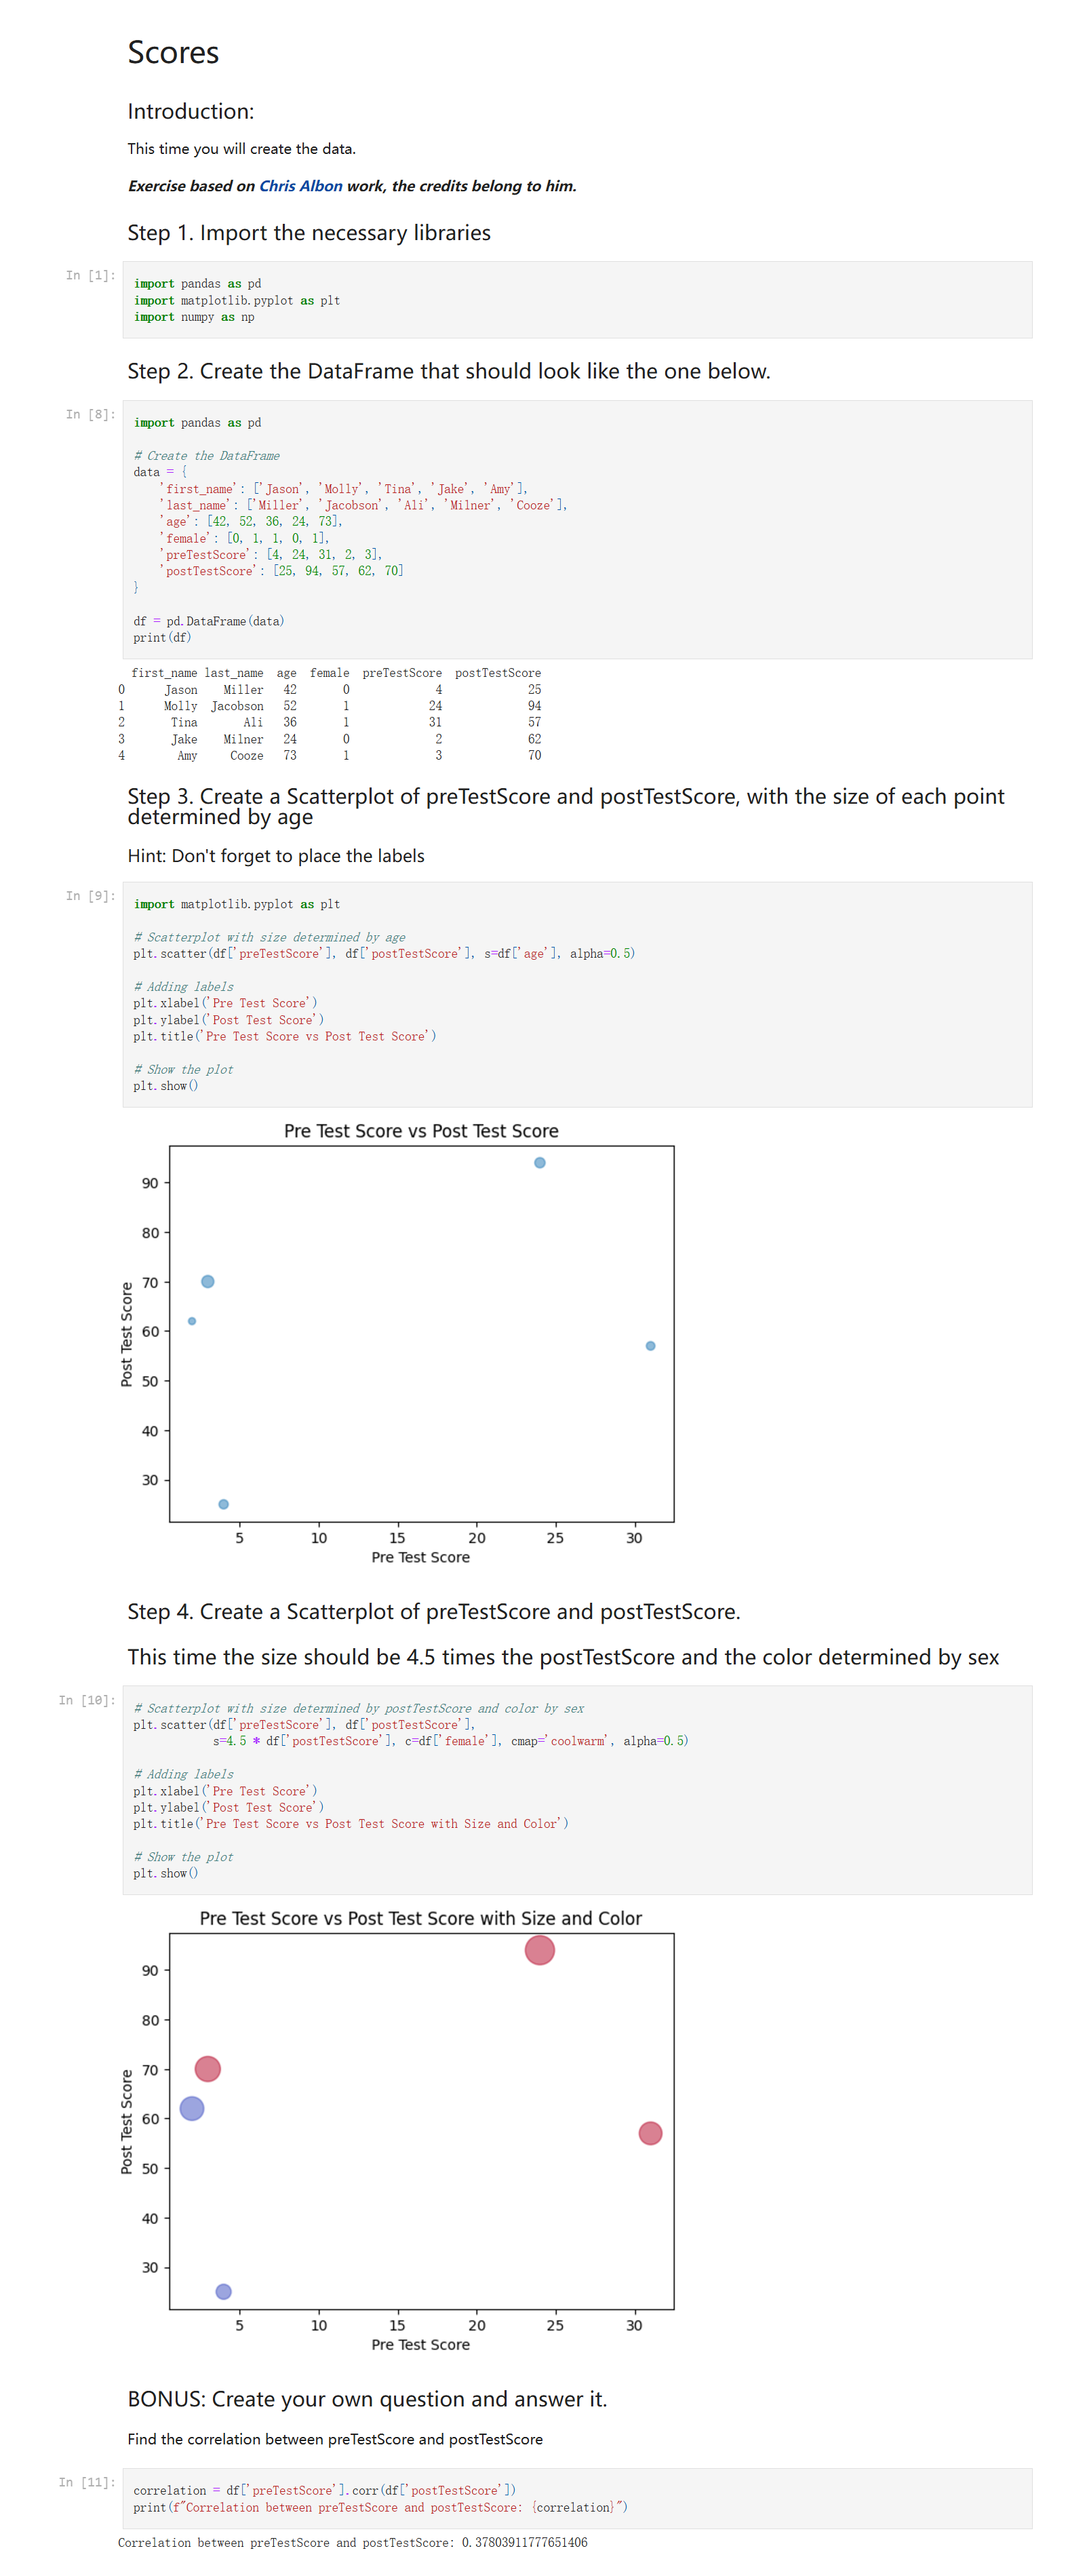 Scores
Introduction:
This time you will create the data.
Exercise based on Chris Albon work, the credits belong to him.
Step 1. Import the necessary libraries
In [1]:
import pandas as pd
import matplotlib.pyplot as plt
import numpy as np
Step 2. Create the DataFrame that should look like the one below.
In [8]:
import pandas as pd
# Create the DataFrame
data = {
    'first_name': ['Jason', 'Molly', 'Tina', 'Jake', 'Amy'],
    'last_name': ['Miller', 'Jacobson', 'Ali', 'Milner', 'Cooze'],
    'age': [42, 52, 36, 24, 73],
    'female': [0, 1, 1, 0, 1],
    'preTestScore': [4, 24, 31, 2, 3],
    'postTestScore': [25, 94, 57, 62, 70]
}
df = pd.DataFrame(data)
print(df)
  first_name last_name  age  female  preTestScore  postTestScore
0      Jason    Miller   42       0             4             25
1      Molly  Jacobson   52       1            24             94
2       Tina       Ali   36       1            31             57
3       Jake    Milner   24       0             2             62
4        Amy     Cooze   73       1             3             70
Step 3. Create a Scatterplot of preTestScore and postTestScore, with the size of each point
determined by age
Hint: Don't forget to place the labels
In [9]:
import matplotlib.pyplot as plt
# Scatterplot with size determined by age
plt.scatter(df['preTestScore'], df['postTestScore'], s=df['age'], alpha=0.5)
# Adding labels
plt.xlabel('Pre Test Score')
plt.ylabel('Post Test Score')
plt.title('Pre Test Score vs Post Test Score')
# Show the plot
plt.show()
Pre Test Score vs Post Test Score
Post Test Score
90
80
70
60
50
40
30
5 10 15 20 25 30
Pre Test Score
Step 4. Create a Scatterplot of preTestScore and postTestScore.
This time the size should be 4.5 times the postTestScore and the color determined by sex
In [10]:
# Scatterplot with size determined by postTestScore and color by sex
plt.scatter(df['preTestScore'], df['postTestScore'],
            s=4.5 * df['postTestScore'], c=df['female'], cmap='coolwarm', alpha=0.5)
# Adding labels
plt.xlabel('Pre Test Score')
plt.ylabel('Post Test Score')
plt.title('Pre Test Score vs Post Test Score with Size and Color')
# Show the plot
plt.show()
Pre Test Score vs Post Test Score with Size and Color
Post Test Score
90
80
70
60
50
40
30
5 10 15 20 25 30
Pre Test Score
BONUS: Create your own question and answer it.
Find the correlation between preTestScore and postTestScore
In [11]:
correlation = df['preTestScore'].corr(df['postTestScore'])
print(f"Correlation between preTestScore and postTestScore: {correlation}")
Correlation between preTestScore and postTestScore: 0.37803911777651406